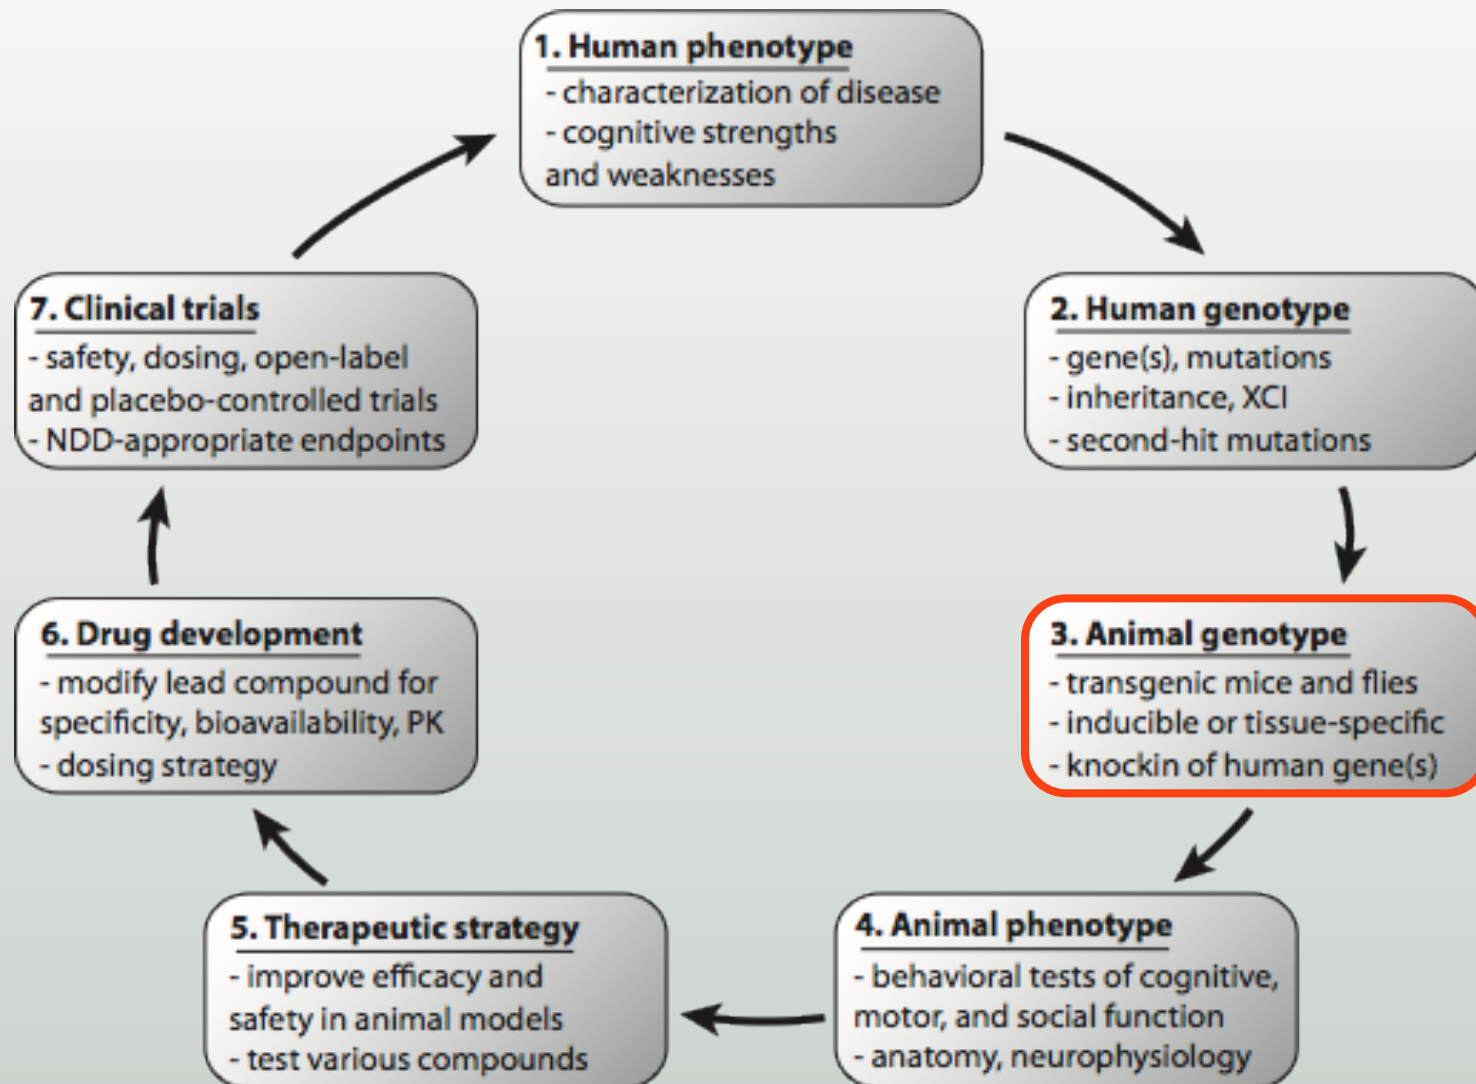 1. Human phenotype
- characterization of disease
- cognitive strengths
and weaknesses
2. Human genotype
- gene(s), mutations
- inheritance, XCI
- second-hit mutations
3. Animal genotype
- transgenic mice and flies
- inducible or tissue-specific
- knockin of human gene(s)
4. Animal phenotype
- behavioral tests of cognitive,
motor, and social function
- anatomy, neurophysiology
5. Therapeutic strategy
- improve efficacy and
safety in animal models
- test various compounds
6. Drug development
- modify lead compound for
specificity, bioavailability, PK
- dosing strategy
7. Clinical trials
- safety, dosing, open-label
and placebo-controlled trials
- NDD-appropriate endpoints